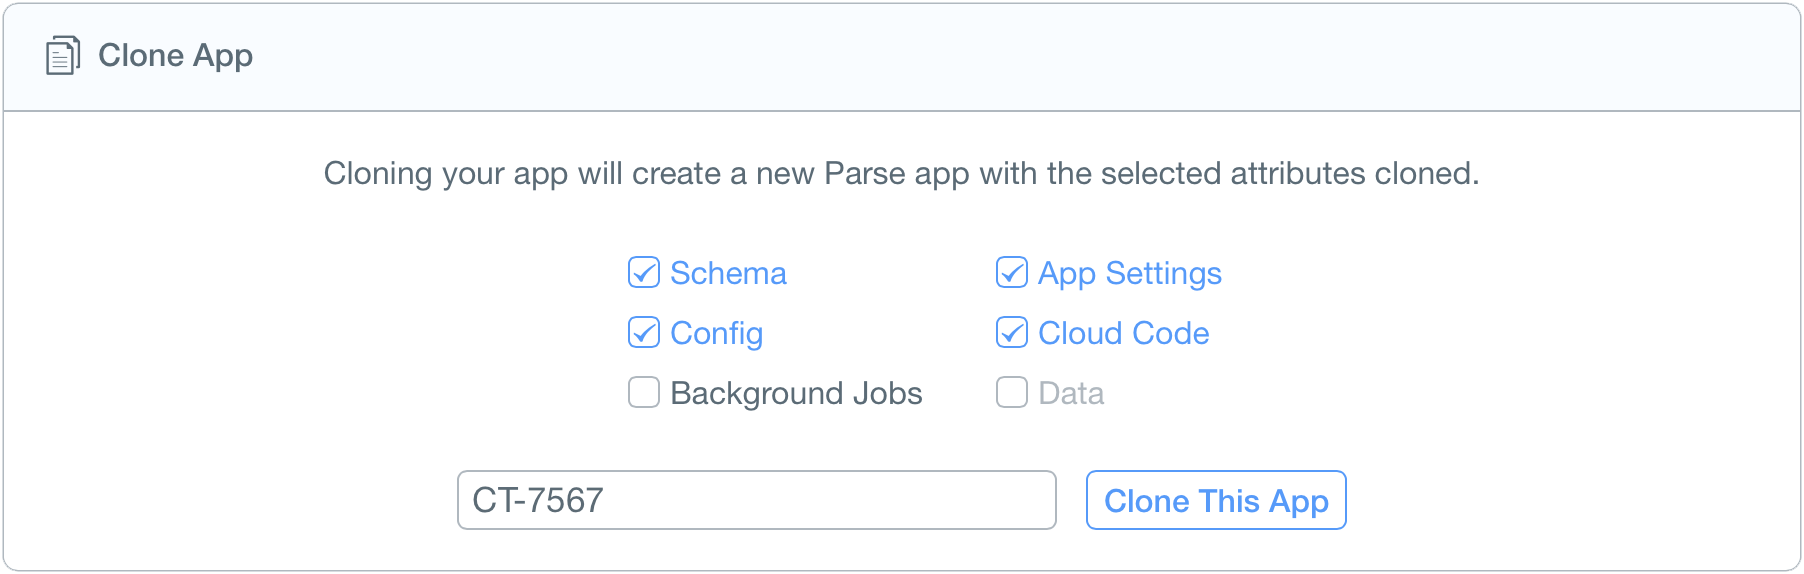 Clone App
Cloning your app will create a new Parse app with the selected attributes cloned.
Schema
App Settings
Config
Cloud Code
Background Jobs
Data
CT-7567
Clone This App